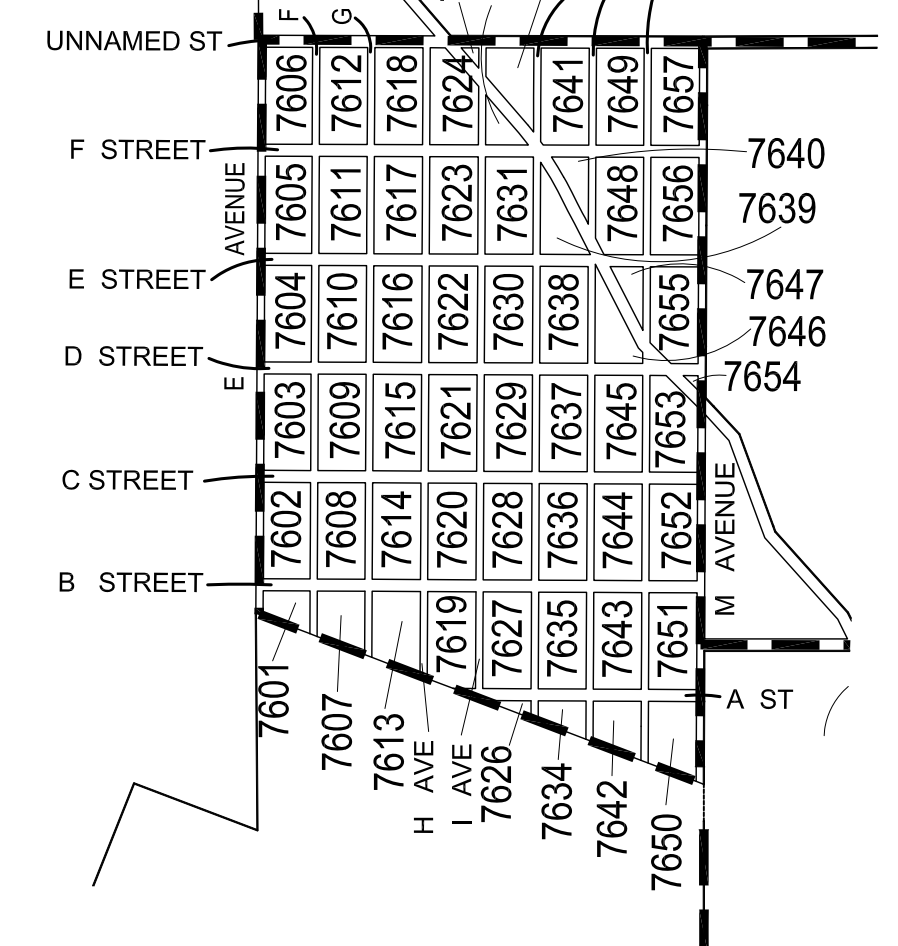 F G
UNNAMED ST
7606 7612 7618 7624 7641 7649 7657
F STREET
7640
7605 7611 7617 7623 7631 7648 7656
7639
E AVENUE
E STREET
7647
7604 7610 7616 7622 7630 7638 7655
7646
D STREET
7654
7603 7609 7615 7621 7629 7637 7645 7653
C STREET
7602 7608 7614 7620 7628 7636 7644 7652
M AVENUE
B STREET
7619 7627 7635 7643 7651
A ST
7601 7607 7613 H AVE I AVE 7626 7634 7642 7650